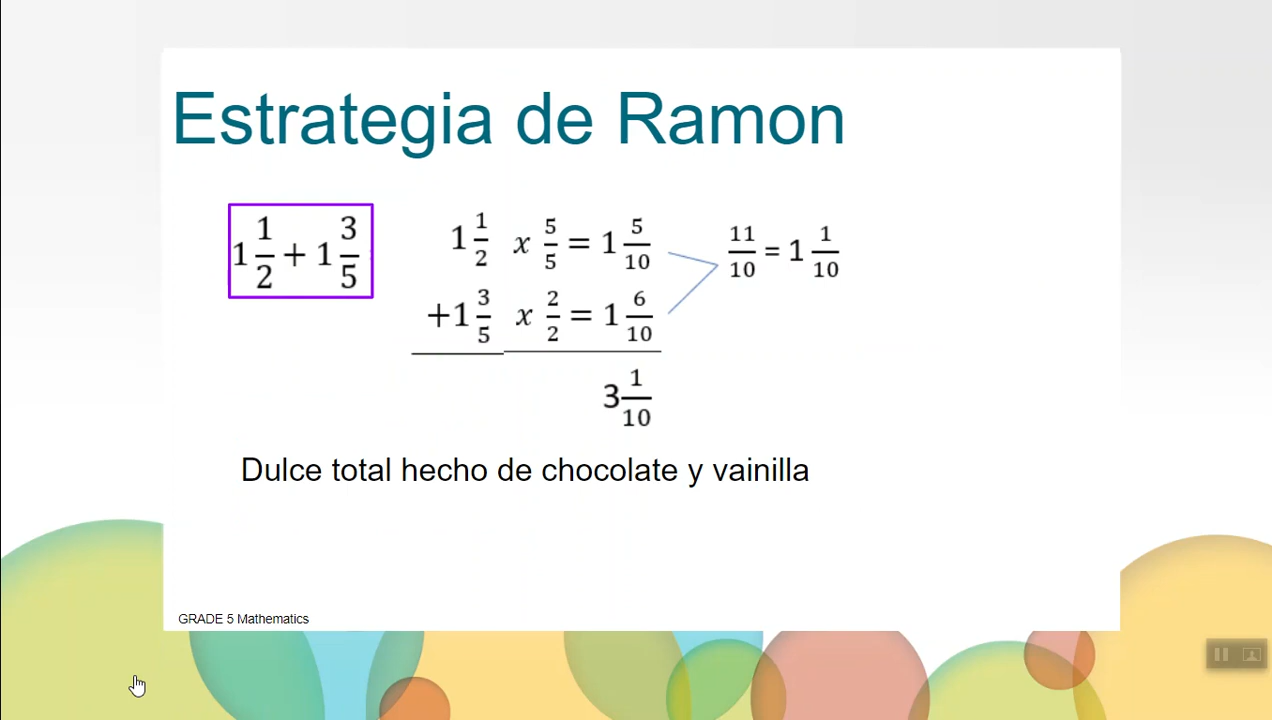 Estrategia de Ramon
1 1/2 + 1 3/5
1 1/2 x 5/5 = 1 5/10
+1 3/5 x 2/2 = 1 6/10
11/10 = 1 1/10
3 1/10
Dulce total hecho de chocolate y vainilla
GRADE 5 Mathematics